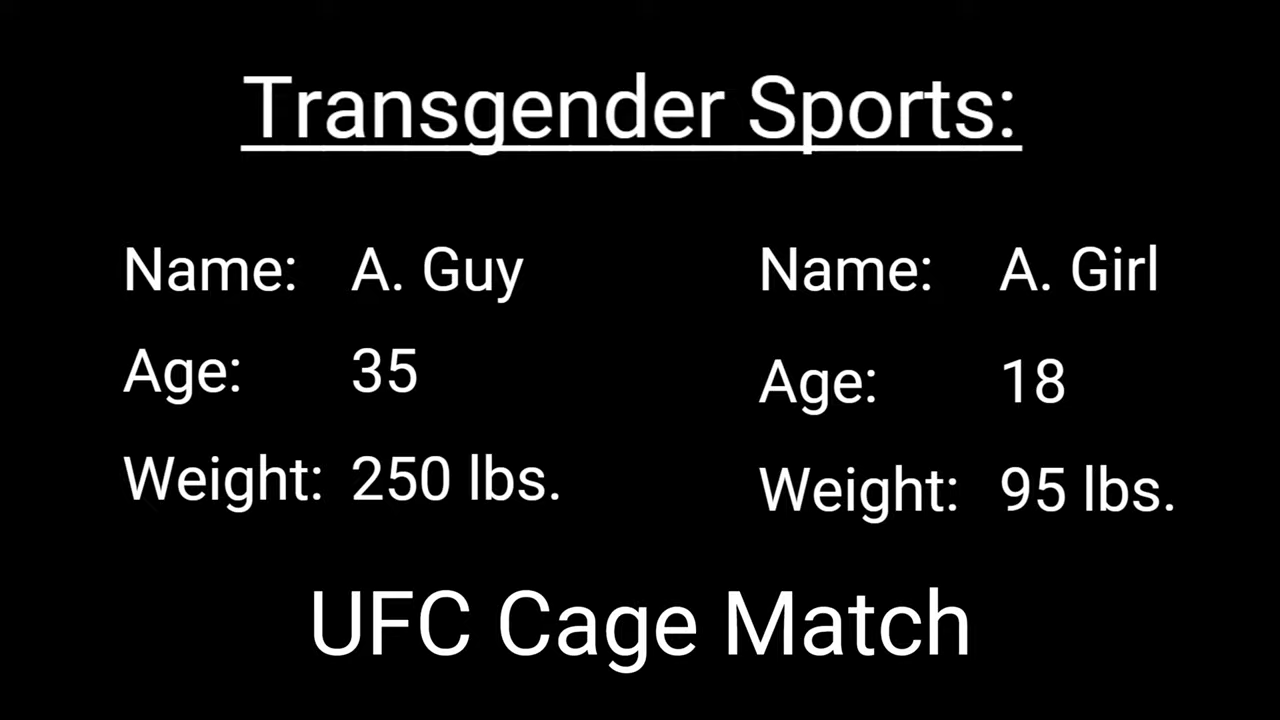 Transgender Sports:
Name: A. Guy
Age: 35
Weight: 250 lbs.
Name: A. Girl
Age: 18
Weight: 95 lbs.
UFC Cage Match